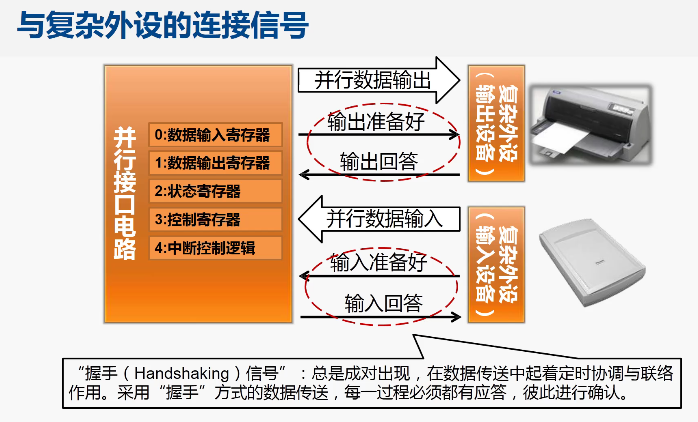 与复杂外设的连接信号
并行接口电路
0:数据输入寄存器
1:数据输出寄存器
2:状态寄存器
3:控制寄存器
4:中断控制逻辑
并行数据输出
输出准备好
输出回答
复杂外设
（输出设备）
并行数据输入
输入准备好
输入回答
复杂外设
（输入设备）
“握手（Handshaking）信号”：总是成对出现，在数据传送中起着定时协调与联络
作用。采用“握手”方式的数据传送，每一过程必须都有应答，彼此进行确认。